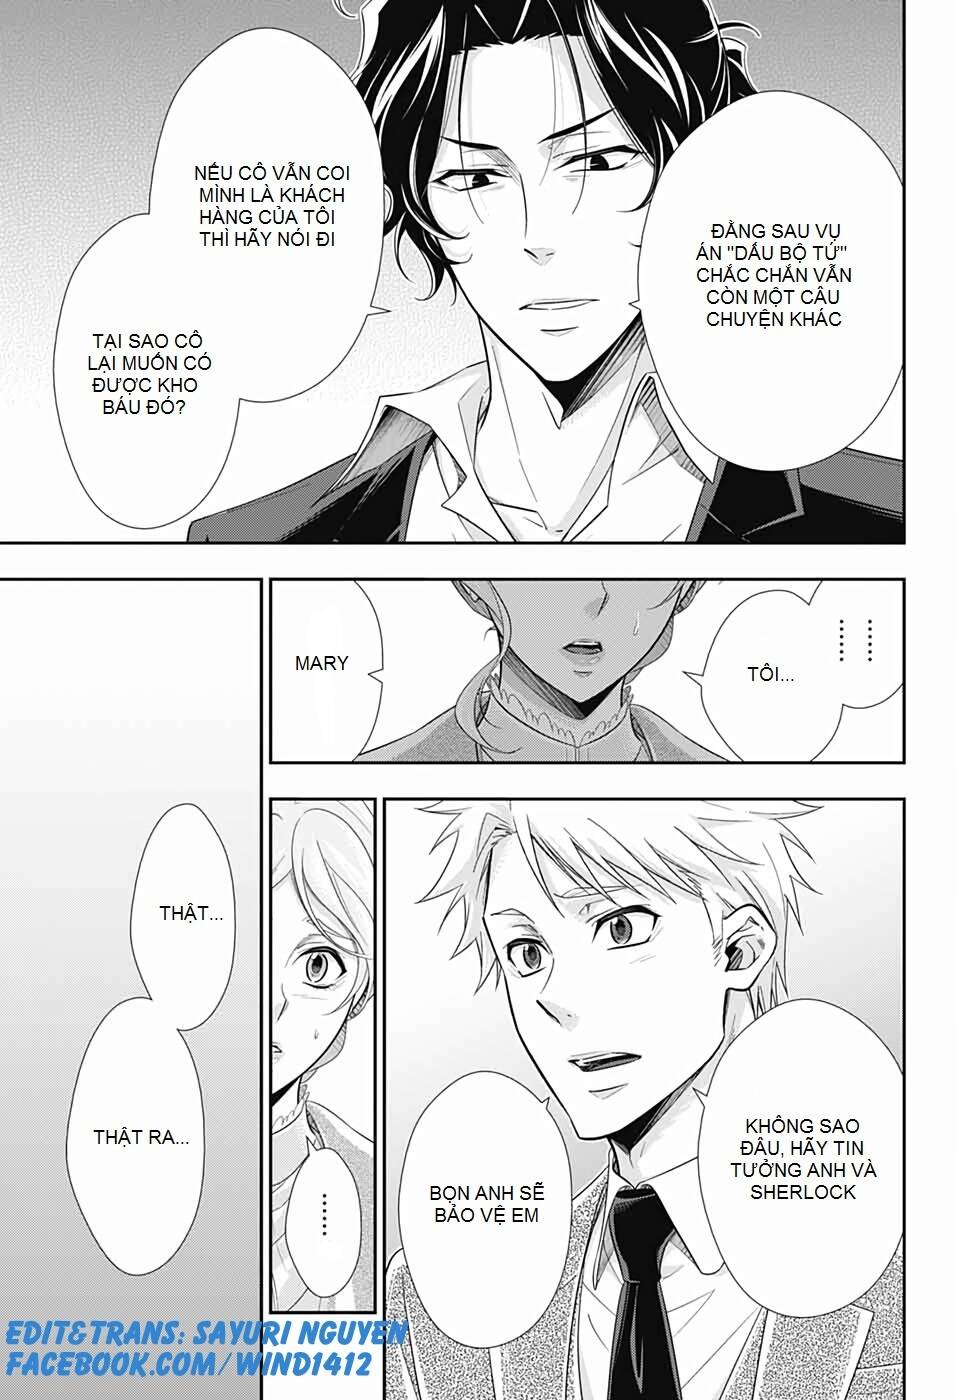 ĐẰNG SAU VỤ
ÁN "DẤU BỘ TỨ"
CHẮC CHẮN VẪN
CÒN MỘT CÂU
CHUYỆN KHÁC
NẾU CÔ VẪN COI
MÌNH LÀ KHÁCH
HÀNG CỦA TÔI
THÌ HÃY NÓI ĐI
TẠI SAO CÔ
LẠI MUỐN CÓ
ĐƯỢC KHO
BÁU ĐÓ?
......
TÔI...
MARY
KHÔNG SAO
ĐÂU, HÃY TIN
TƯỞNG ANH VÀ
SHERLOCK
BỌN ANH SẼ
BẢO VỆ EM
......
THẬT...
THẬT RA...
EDIT&TRANS: SAYURI NGUYEN
FACEBOOK.COM/WIND1412